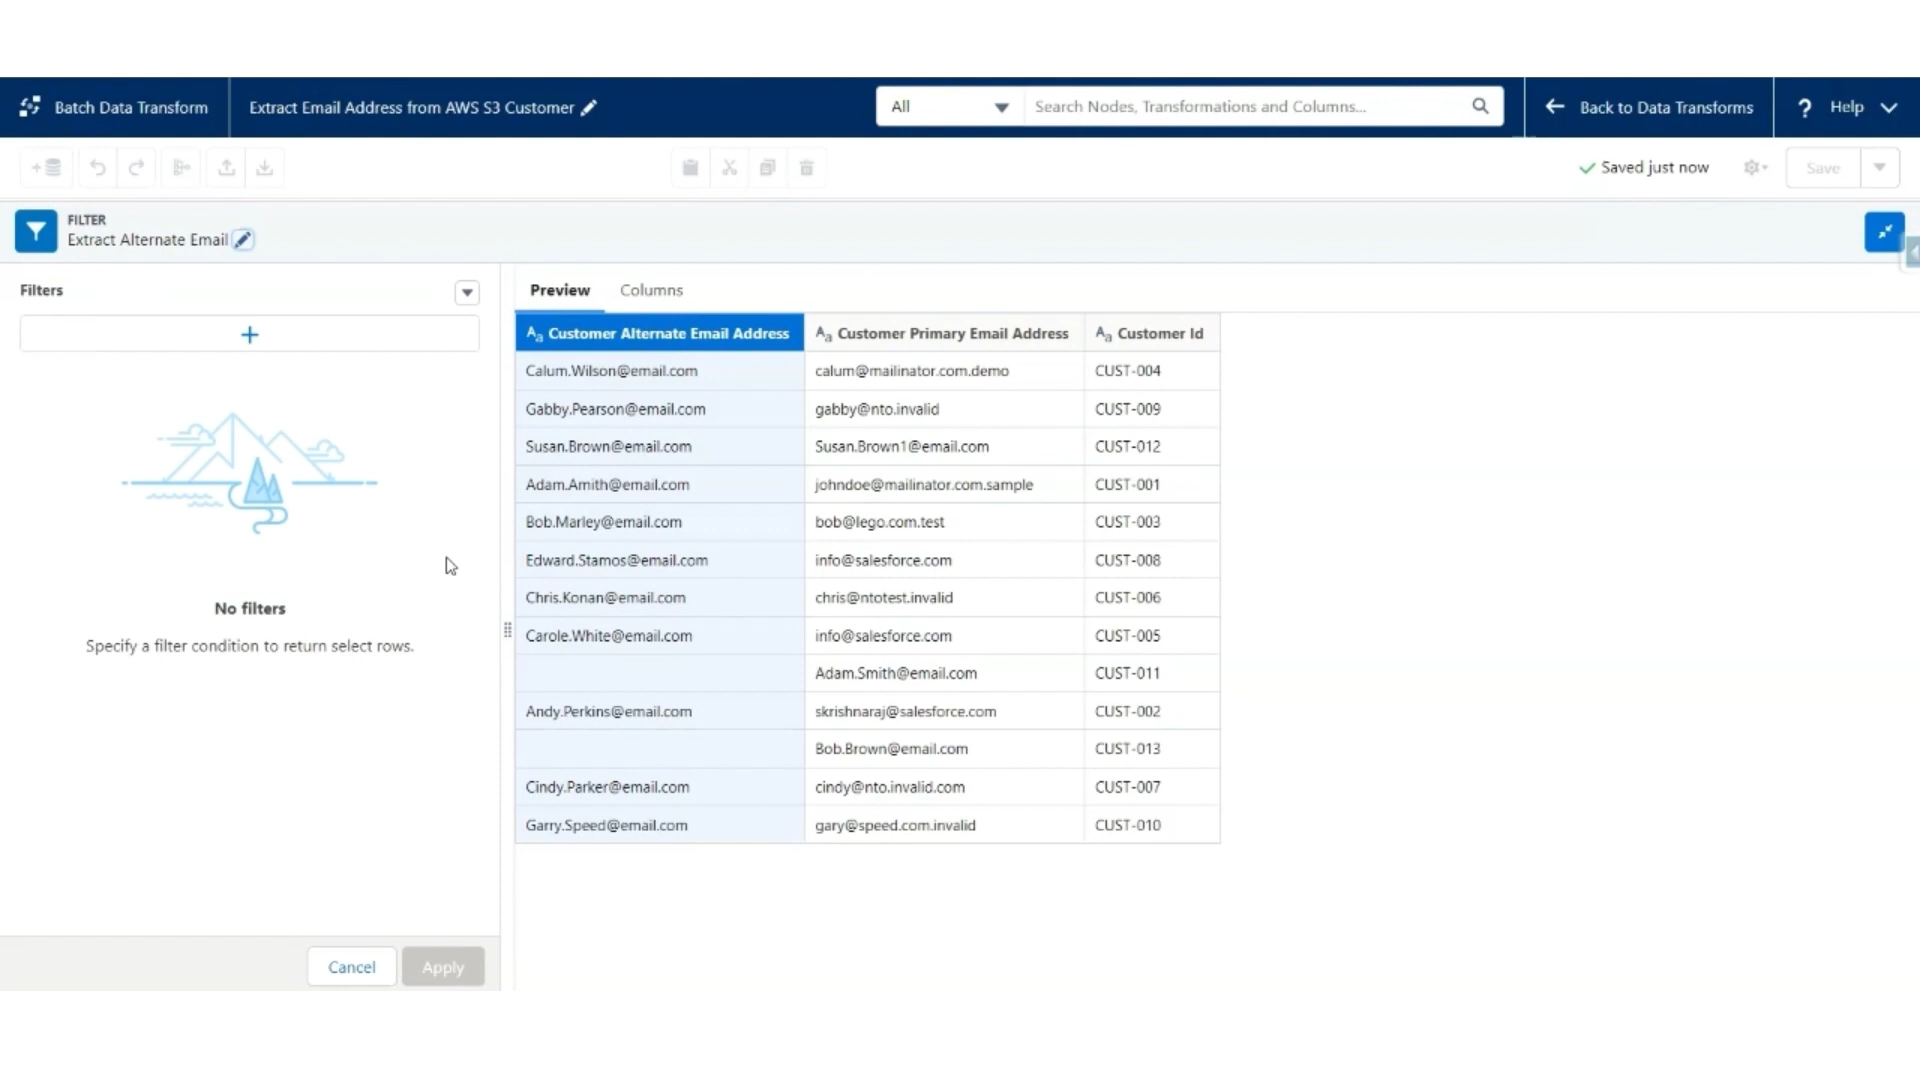 Batch Data Transform
Extract Email Address from AWS S3 Customer
All
Search Nodes, Transformations and Columns...
Back to Data Transforms
? Help
Saved just now
Save
FILTER
Extract Alternate Email
Filters
+
No filters
Specify a filter condition to return select rows.
Cancel
Apply
Preview
Columns
Aa Customer Alternate Email Address Aa Customer Primary Email Address Aa Customer Id
Calum.Wilson@email.com calum@mailinator.com.demo CUST-004
Gabby.Pearson@email.com gabby@nto.invalid CUST-009
Susan.Brown@email.com Susan.Brown1@email.com CUST-012
Adam.Amith@email.com johndoe@mailinator.com.sample CUST-001
Bob.Marley@email.com bob@lego.com.test CUST-003
Edward.Stamos@email.com info@salesforce.com CUST-008
Chris.Konan@email.com chris@ntotest.invalid CUST-006
Carole.White@email.com info@salesforce.com CUST-005
Adam.Smith@email.com CUST-011
Andy.Perkins@email.com skrishnaraj@salesforce.com CUST-002
Bob.Brown@email.com CUST-013
Cindy.Parker@email.com cindy@nto.invalid.com CUST-007
Garry.Speed@email.com gary@speed.com.invalid CUST-010